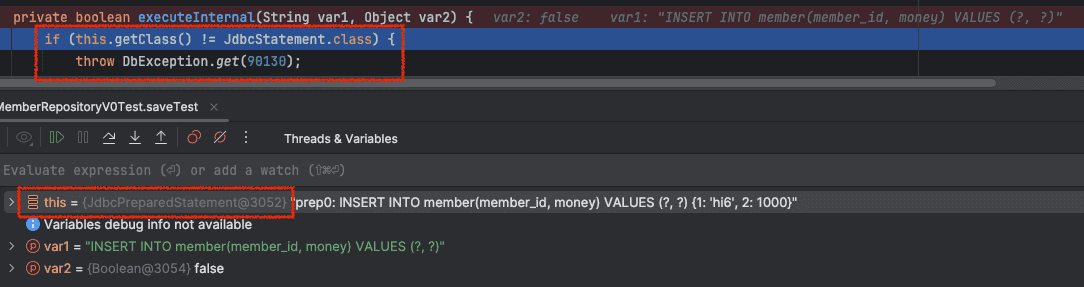 private boolean executeInternal(String var1, Object var2) { var2: false var1: "INSERT INTO member(member_id, money) VALUES (?, ?)"
if (this.getClass() != JdbcStatement.class) {
throw DbException.get(90130);
MemberRepositoryV0Test.saveTest ×
Threads & Variables
Evaluate expression (⏎) or add a watch (⇧⌘⏎)
this = {JdbcPreparedStatement@3052} "prep0: INSERT INTO member(member_id, money) VALUES (?, ?) {1: 'hi6', 2: 1000}"
Variables debug info not available
var1 = "INSERT INTO member(member_id, money) VALUES (?, ?)"
var2 = {Boolean@3054} false